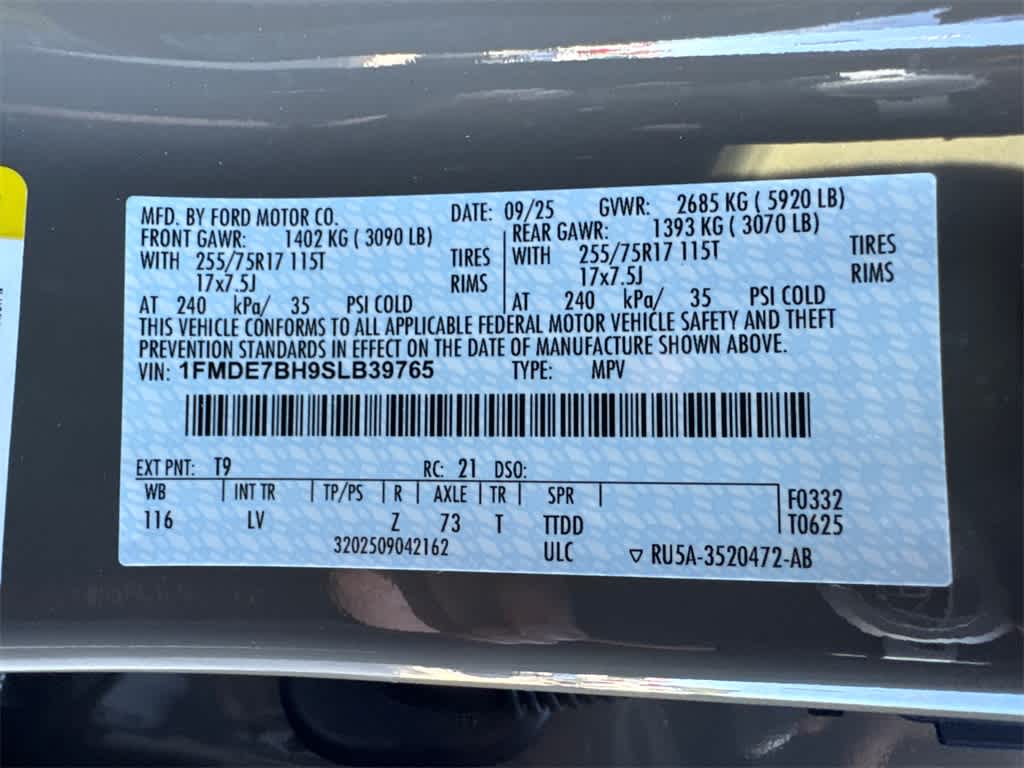 MFD. BY FORD MOTOR CO. DATE: 09/25 GVWR: 2685 KG ( 5920 LB)
FRONT GAWR: 1402 KG ( 3090 LB) REAR GAWR: 1393 KG ( 3070 LB)
WITH 255/75R17 115T TIRES WITH 255/75R17 115T TIRES
17x7.5J RIMS 17x7.5J RIMS
AT 240 kPa/ 35 PSI COLD AT 240 kPa/ 35 PSI COLD
THIS VEHICLE CONFORMS TO ALL APPLICABLE FEDERAL MOTOR VEHICLE SAFETY AND THEFT
PREVENTION STANDARDS IN EFFECT ON THE DATE OF MANUFACTURE SHOWN ABOVE.
VIN: 1FMDE7BH9SLB39765 TYPE: MPV
EXT PNT: T9 RC: 21 DSO:
WB INT TR TP/PS R AXLE TR SPR F0332
116 LV Z 73 T TTDD T0625
3202509042162 ULC ▽ RU5A-3520472-AB